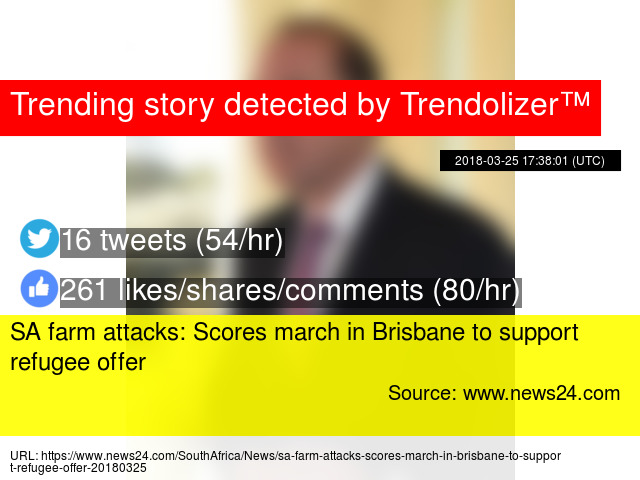 Trending story detected by Trendolizer™
2018-03-25 17:38:01 (UTC)
16 tweets (54/hr)
261 likes/shares/comments (80/hr)
SA farm attacks: Scores march in Brisbane to support
refugee offer
Source: www.news24.com
URL: https://www.news24.com/SouthAfrica/News/sa-farm-attacks-scores-march-in-brisbane-to-suppor
t-refugee-offer-20180325